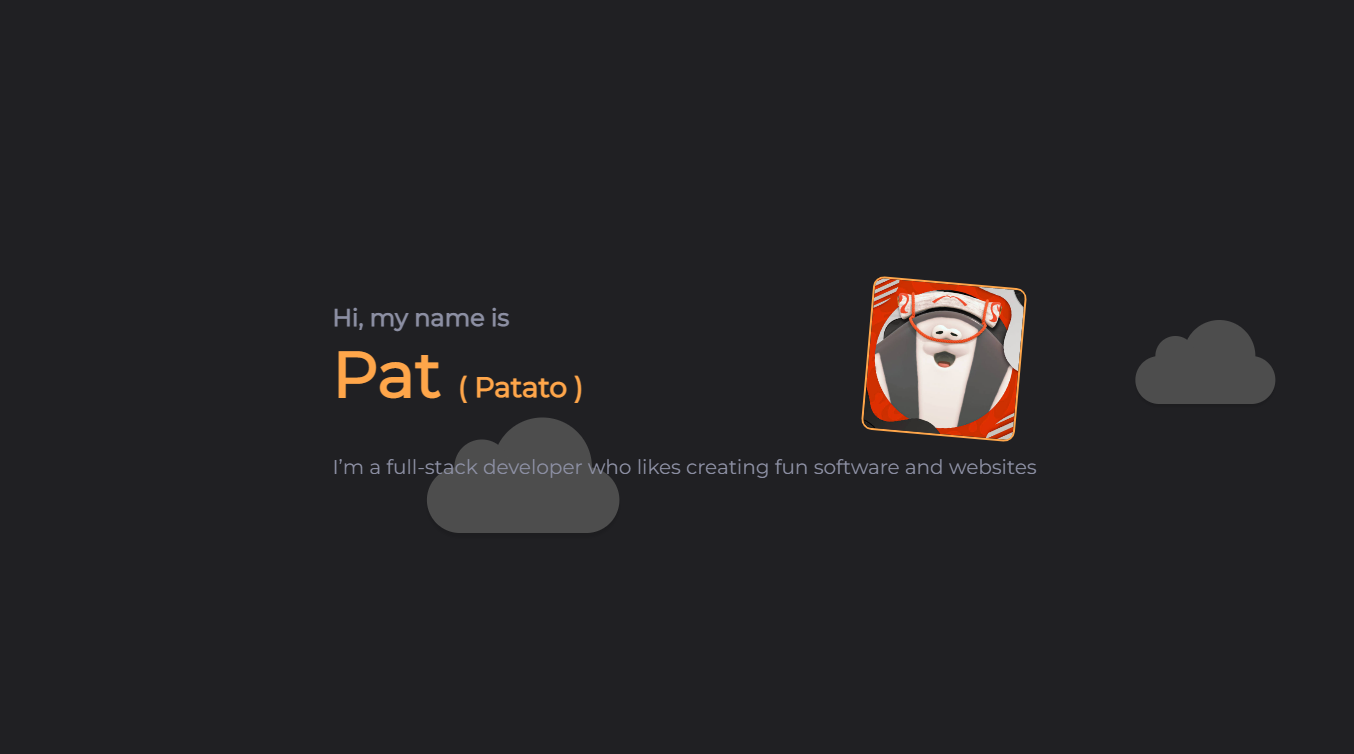 Hi, my name is
Pat ( Patato )
I’m a full-stack developer who likes creating fun software and websites